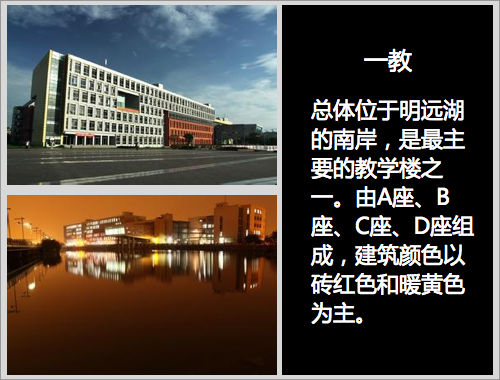 一教
总体位于明远湖
的南岸，是最主
要的教学楼之
一。由A座、B
座、C座、D座组
成，建筑颜色以
砖红色和暖黄色
为主。